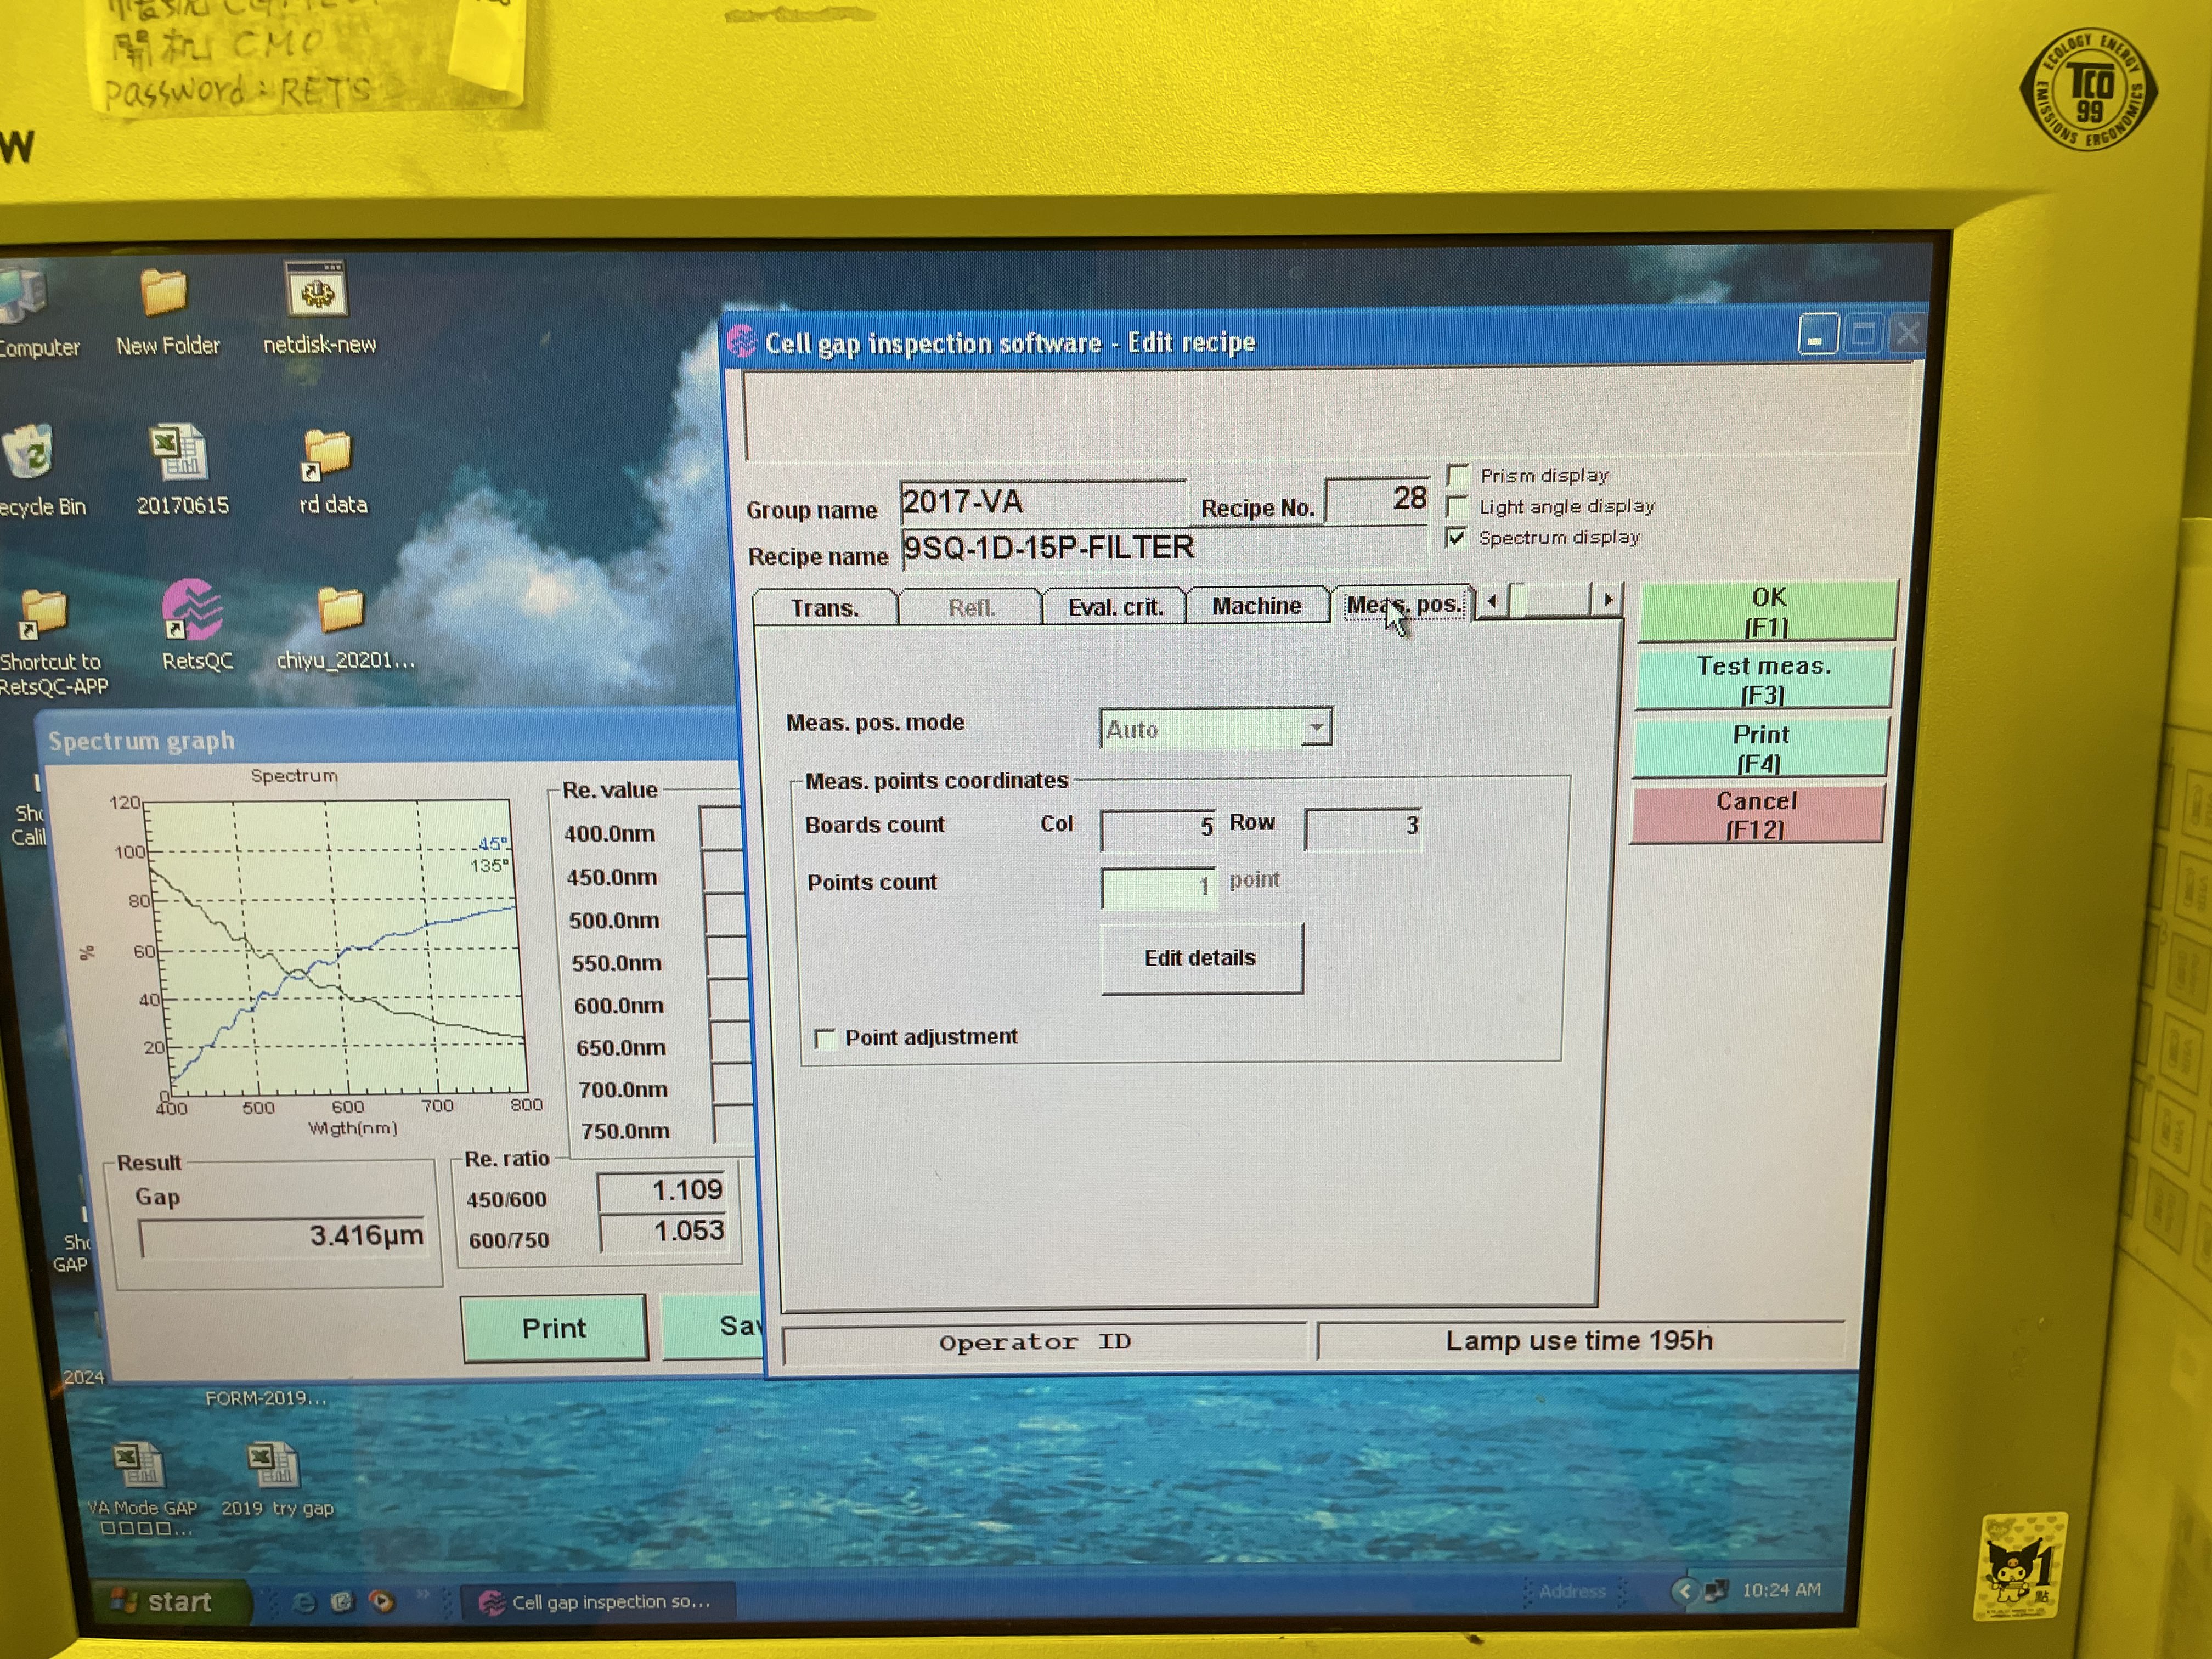 開机 CMO
password: RETS
W
ECOLOGY ENERGY
TCO
99
EMISSIONS ERGONOMICS
Computer
New Folder
netdisk-new
ecycle Bin
20170615
rd data
Shortcut to
RetsQC-APP
RetsQC
chiyu_20201...
Sho
Cali
Sho
GAP
2024
FORM-2019...
VA Mode GAP
□□□□...
2019 try gap
Spectrum graph
Spectrum
120
100
80
60
40
20
0
%
45°
135°
400
500
600
700
800
Wlgth(nm)
Re. value
400.0nm
450.0nm
500.0nm
550.0nm
600.0nm
650.0nm
700.0nm
750.0nm
Result
Gap
3.416µm
Re. ratio
450/600 1.109
600/750 1.053
Print
Sav
Cell gap inspection software - Edit recipe
Group name 2017-VA Recipe No. 28
Recipe name 9SQ-1D-15P-FILTER
Prism display
Light angle display
Spectrum display
Trans. Refl. Eval. crit. Machine Meas. pos.
OK
(F1)
Test meas.
(F3)
Print
(F4)
Cancel
(F12)
Meas. pos. mode Auto
Meas. points coordinates
Boards count Col 5 Row 3
Points count 1 point
Edit details
Point adjustment
Operator ID
Lamp use time 195h
start
Cell gap inspection so...
Address
10:24 AM
1
點